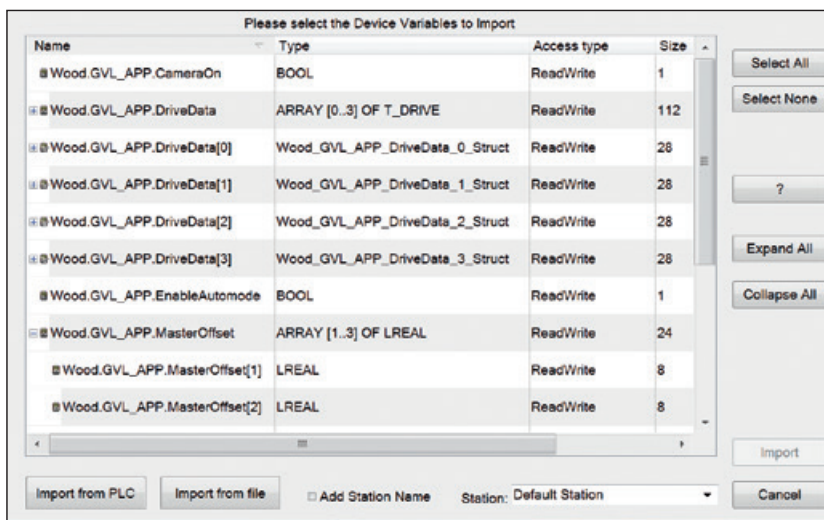 Please select the Device Variables to Import
Name Type Access type Size
Wood.GVL_APP.CameraOn BOOL ReadWrite 1
Wood.GVL_APP.DriveData ARRAY [0..3] OF T_DRIVE ReadWrite 112
Wood.GVL_APP.DriveData[0] Wood_GVL_APP_DriveData_0_Struct ReadWrite 28
Wood.GVL_APP.DriveData[1] Wood_GVL_APP_DriveData_1_Struct ReadWrite 28
Wood.GVL_APP.DriveData[2] Wood_GVL_APP_DriveData_2_Struct ReadWrite 28
Wood.GVL_APP.DriveData[3] Wood_GVL_APP_DriveData_3_Struct ReadWrite 28
Wood.GVL_APP.EnableAutomode BOOL ReadWrite 1
Wood.GVL_APP.MasterOffset ARRAY [1..3] OF LREAL ReadWrite 24
Wood.GVL_APP.MasterOffset[1] LREAL ReadWrite 8
Wood.GVL_APP.MasterOffset[2] LREAL ReadWrite 8
Select All
Select None
?
Expand All
Collapse All
Import
Import from PLC Import from file Add Station Name Station: Default Station Cancel